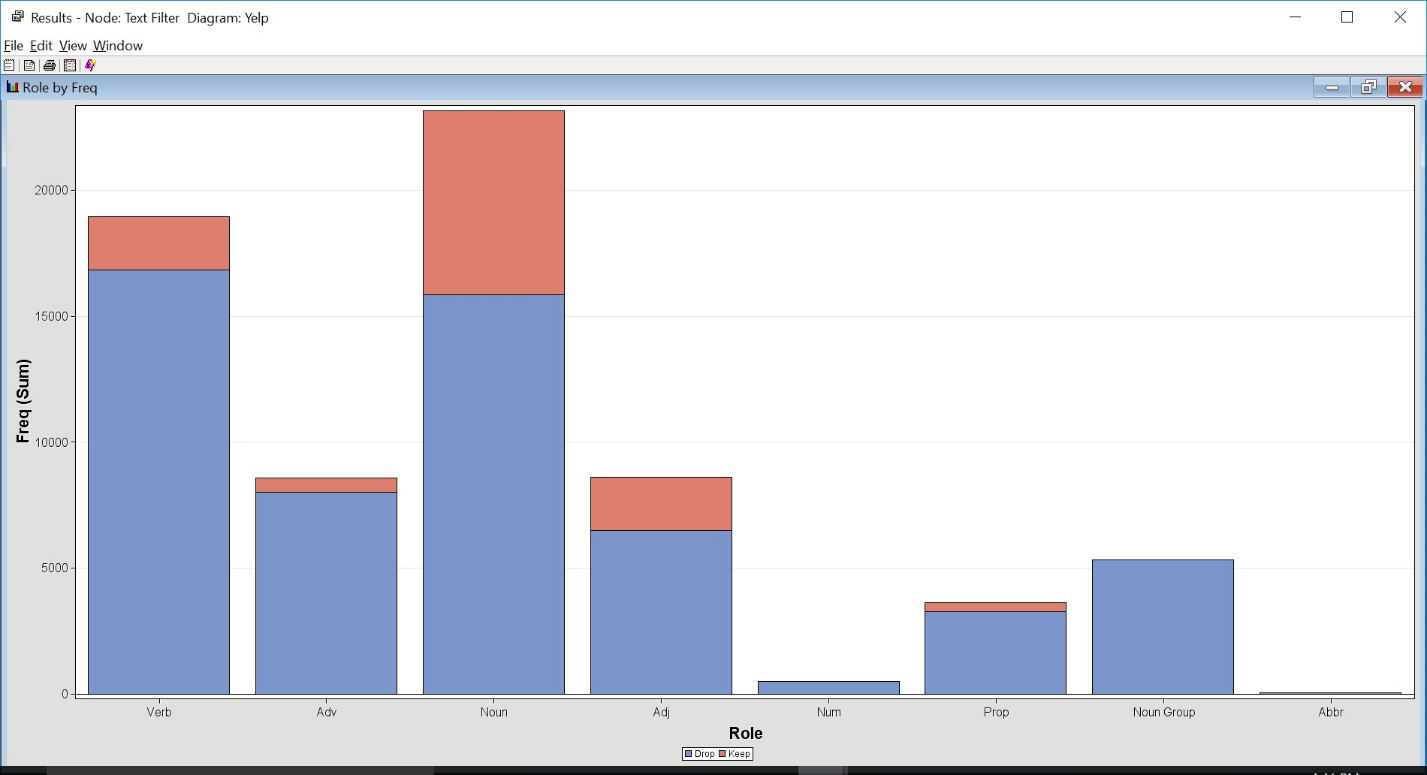 Results - Node: Text Filter  Diagram: Yelp
File Edit View Window
Role by Freq
20000
15000
10000
5000
0
Freq (Sum)
Verb Adv Noun Adj Num Prop Noun Group Abbr
Role
Drop Keep